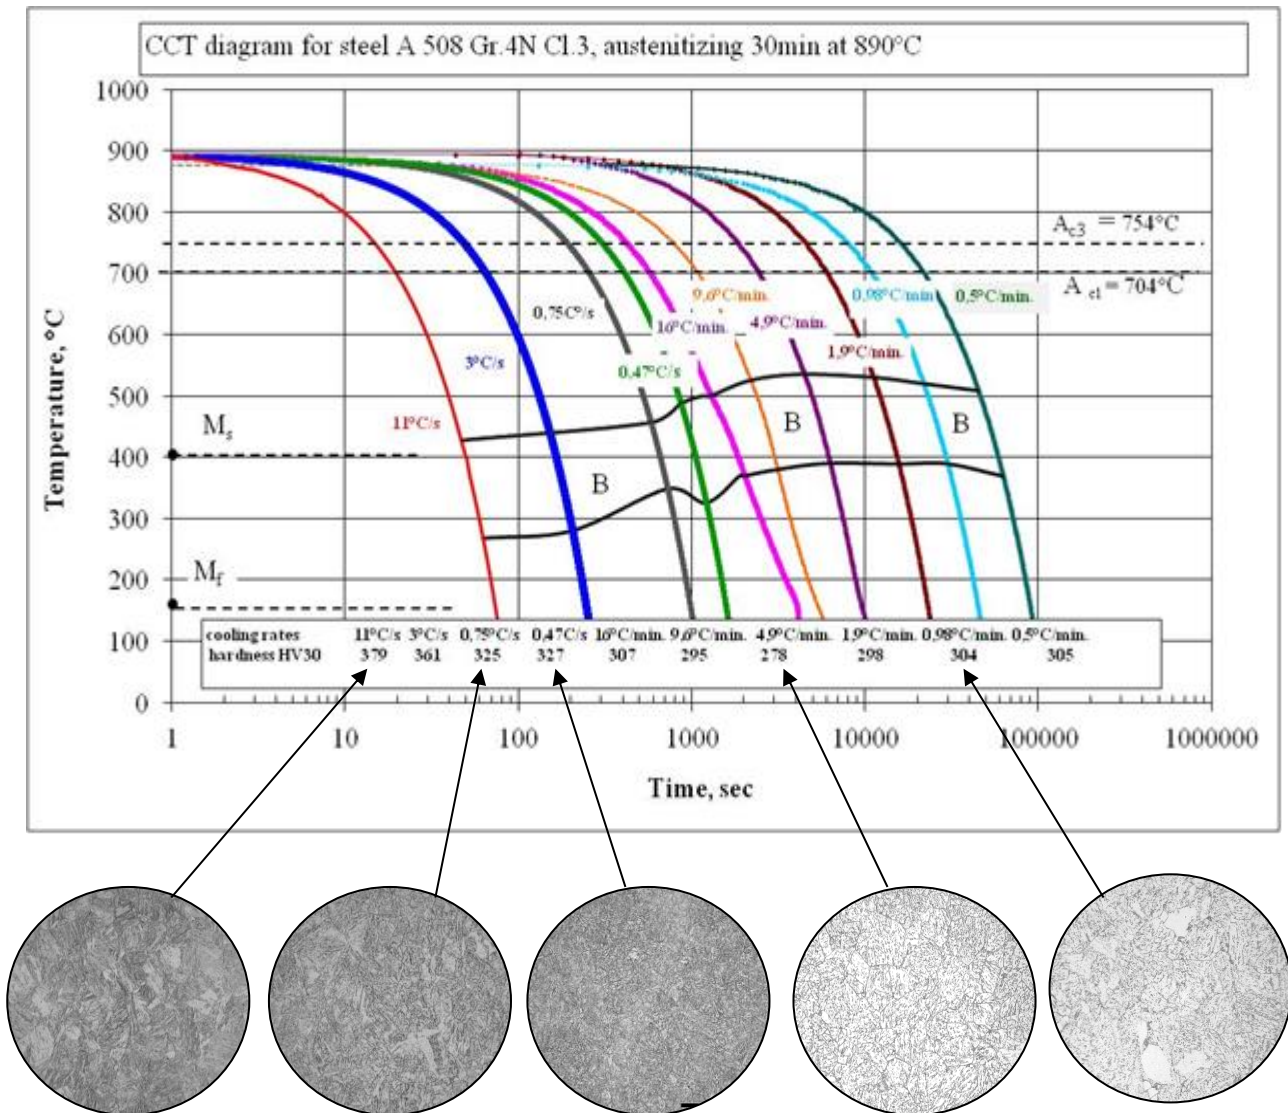 CCT diagram for steel A 508 Gr.4N Cl.3, austenitizing 30min at 890°C
1000
900
800
A_c3 = 754°C
700
A_c1 = 704°C
9,6°C/min.
0,98°C/min
0,5°C/min.
0,75C°/s
16°C/min.
4,9°C/min.
600
1,9°C/min.
3°C/s
0,47°C/s
500
11°C/s
M_s
B
B
400
B
300
M_f
200
cooling rates 11°C/s 3°C/s 0,75°C/s 0,47C/s 16°C/min. 9,6°C/min. 4,9°C/min. 1,9°C/min. 0,98°C/min. 0,5°C/min.
hardness HV30 379 361 325 327 307 295 278 298 304 305
100
0
1 10 100 1000 10000 100000 1000000
Temperature, °C
Time, sec